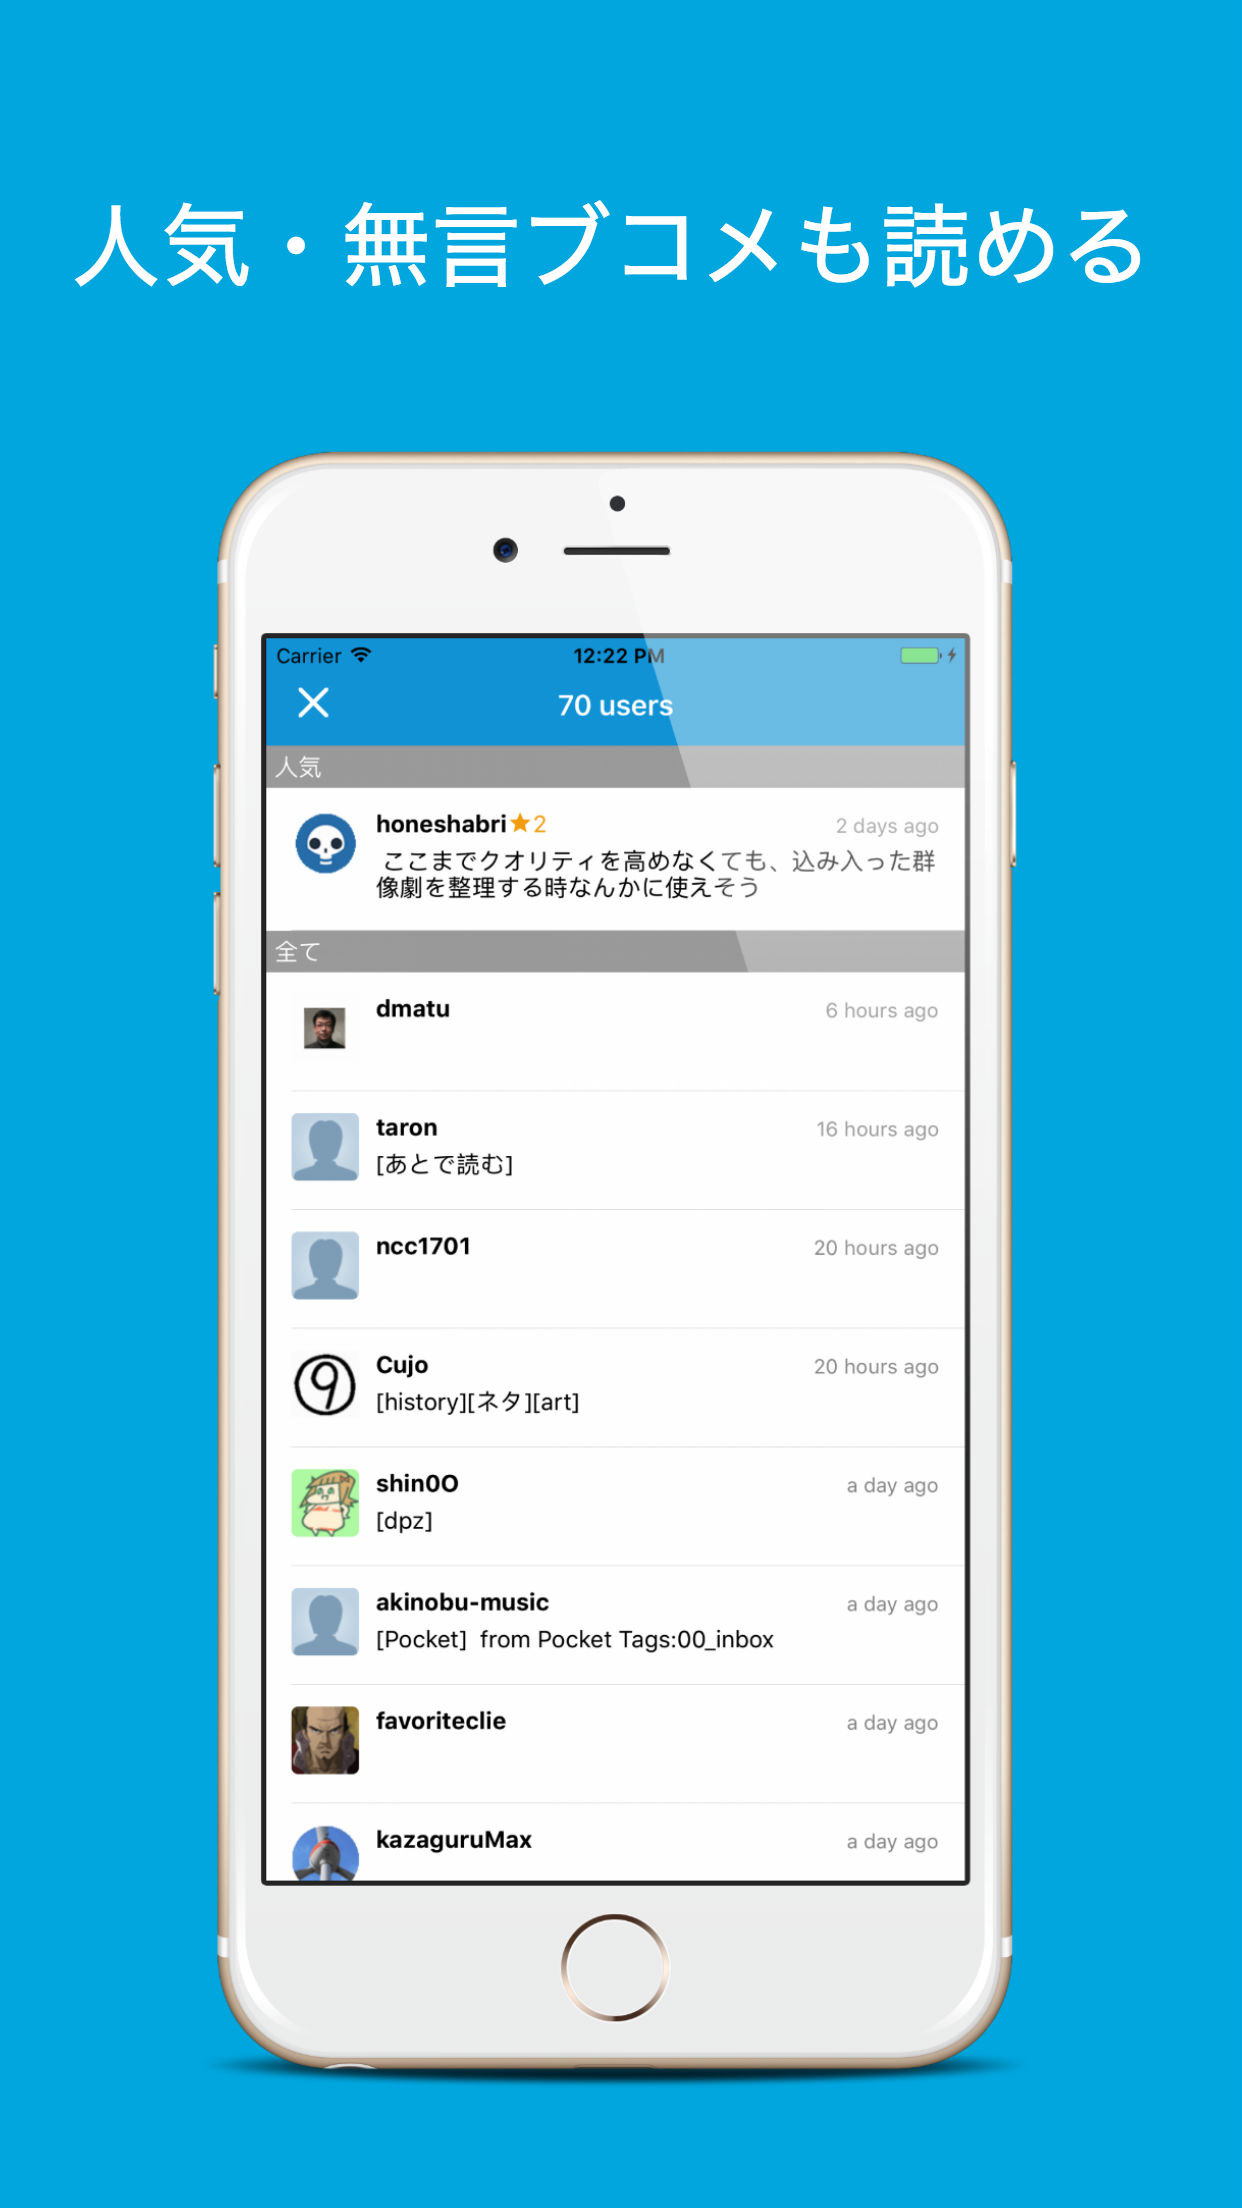 人気・無言ブコメも読める
Carrier 12:22 PM
70 users
人気
honeshabri★2 2 days ago
ここまでクオリティを高めなくても、込み入った群
像劇を整理する時なんかに使えそう
全て
dmatu 6 hours ago
taron 16 hours ago
[あとで読む]
ncc1701 20 hours ago
9
Cujo 20 hours ago
[history][ネタ][art]
shin0O a day ago
[dpz]
akinobu-music a day ago
[Pocket] from Pocket Tags:00_inbox
favoriteclie a day ago
kazaguruMax a day ago